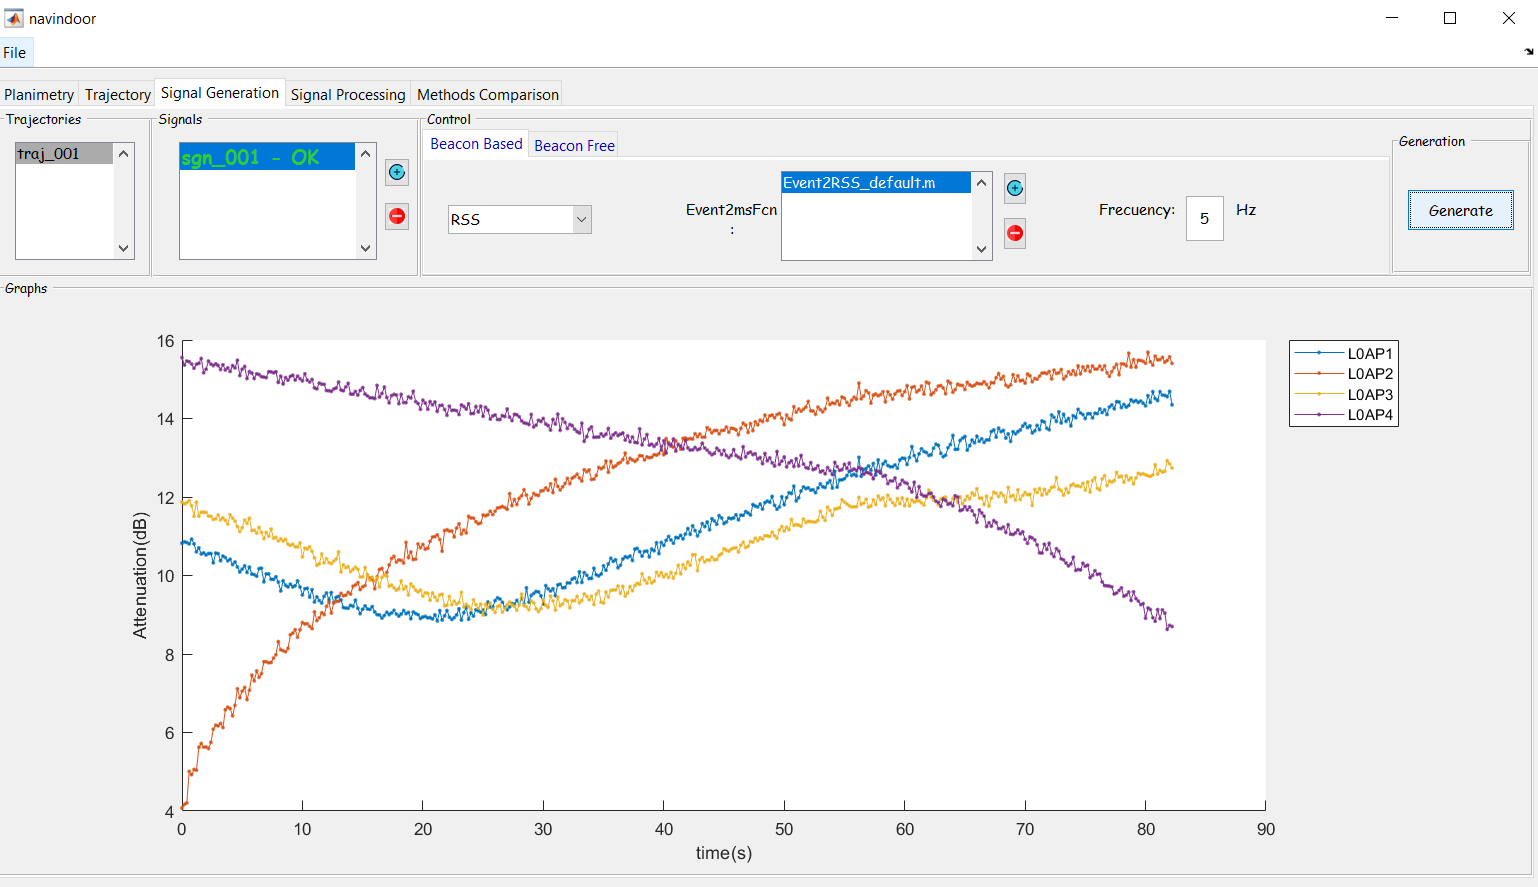 navindoor
File
Planimetry Trajectory Signal Generation Signal Processing Methods Comparison
Trajectories Signals Control
traj_001
sgn_001 - OK
Beacon Based Beacon Free
RSS
Event2msFcn
:
Event2RSS_default.m
Frecuency: 5 Hz
Generation
Generate
Graphs
16
14
12
10
8
6
4
Attenuation(dB)
0 10 20 30 40 50 60 70 80 90
time(s)
L0AP1
L0AP2
L0AP3
L0AP4